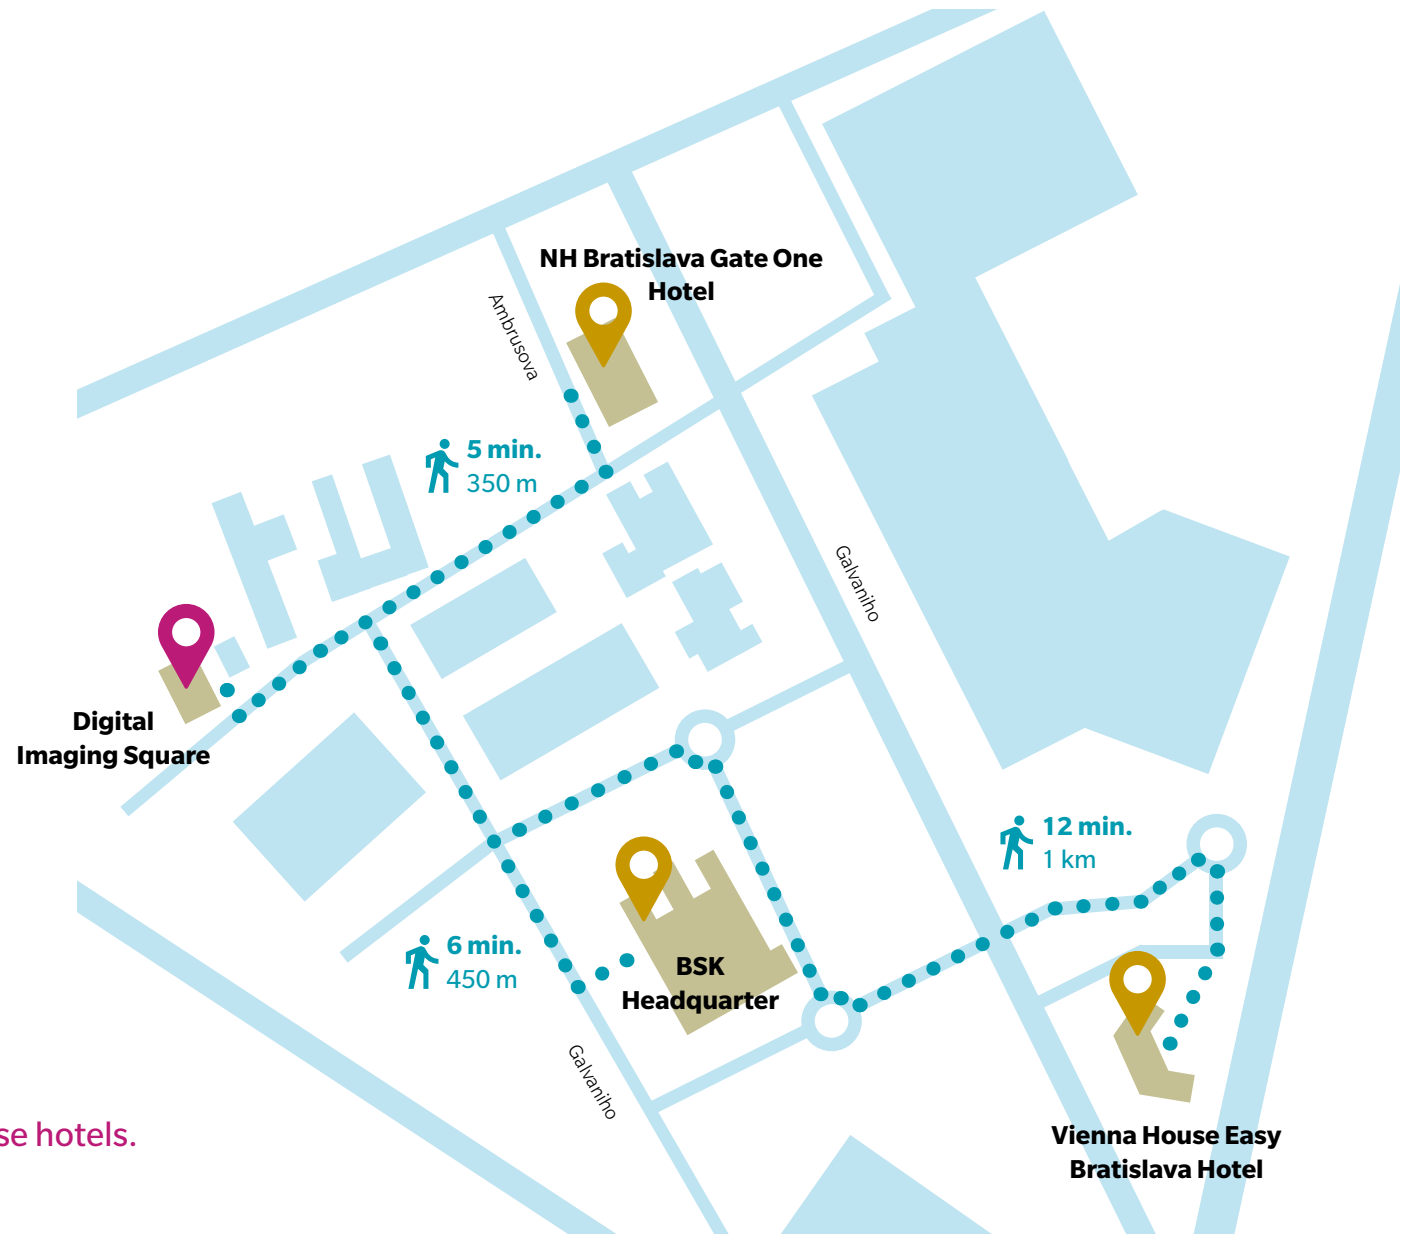 NH Bratislava Gate One
Hotel
Ambrusova
5 min.
350 m
Galvaniho
Digital
Imaging Square
12 min.
1 km
6 min.
450 m
BSK
Headquarter
Galvaniho
se hotels.
Vienna House Easy
Bratislava Hotel